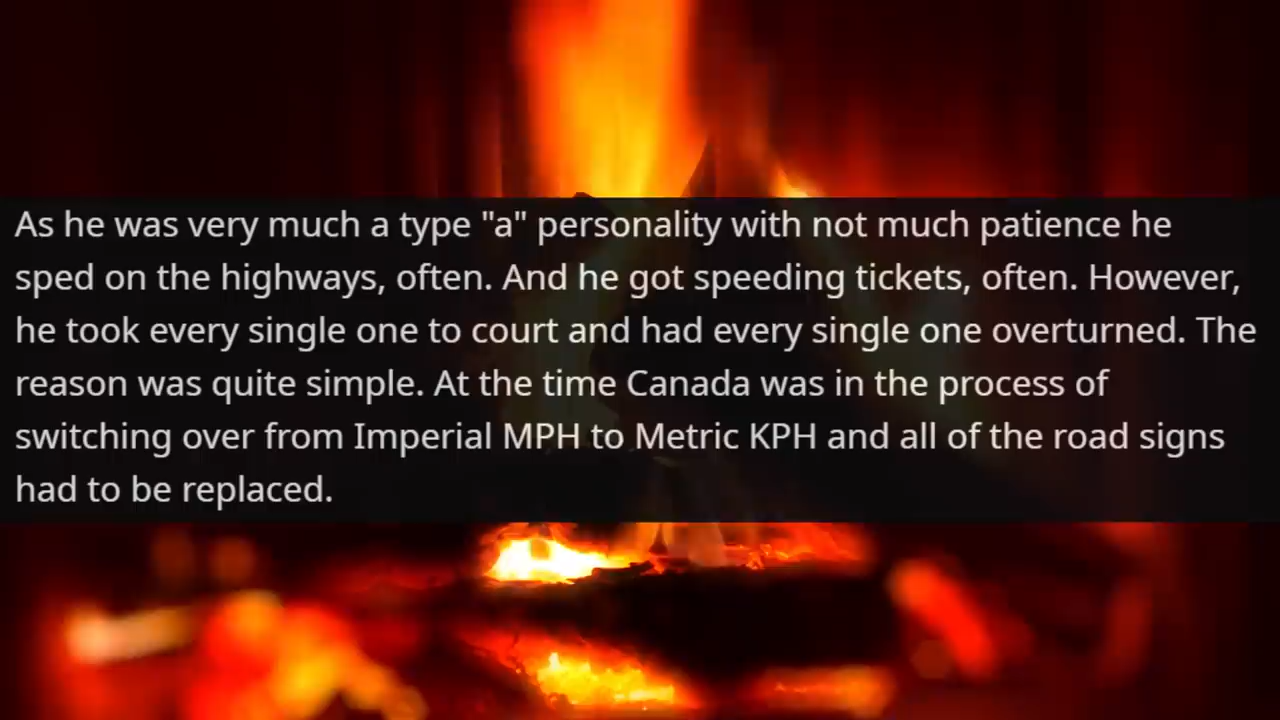 As he was very much a type "a" personality with not much patience he
sped on the highways, often. And he got speeding tickets, often. However,
he took every single one to court and had every single one overturned. The
reason was quite simple. At the time Canada was in the process of
switching over from Imperial MPH to Metric KPH and all of the road signs
had to be replaced.